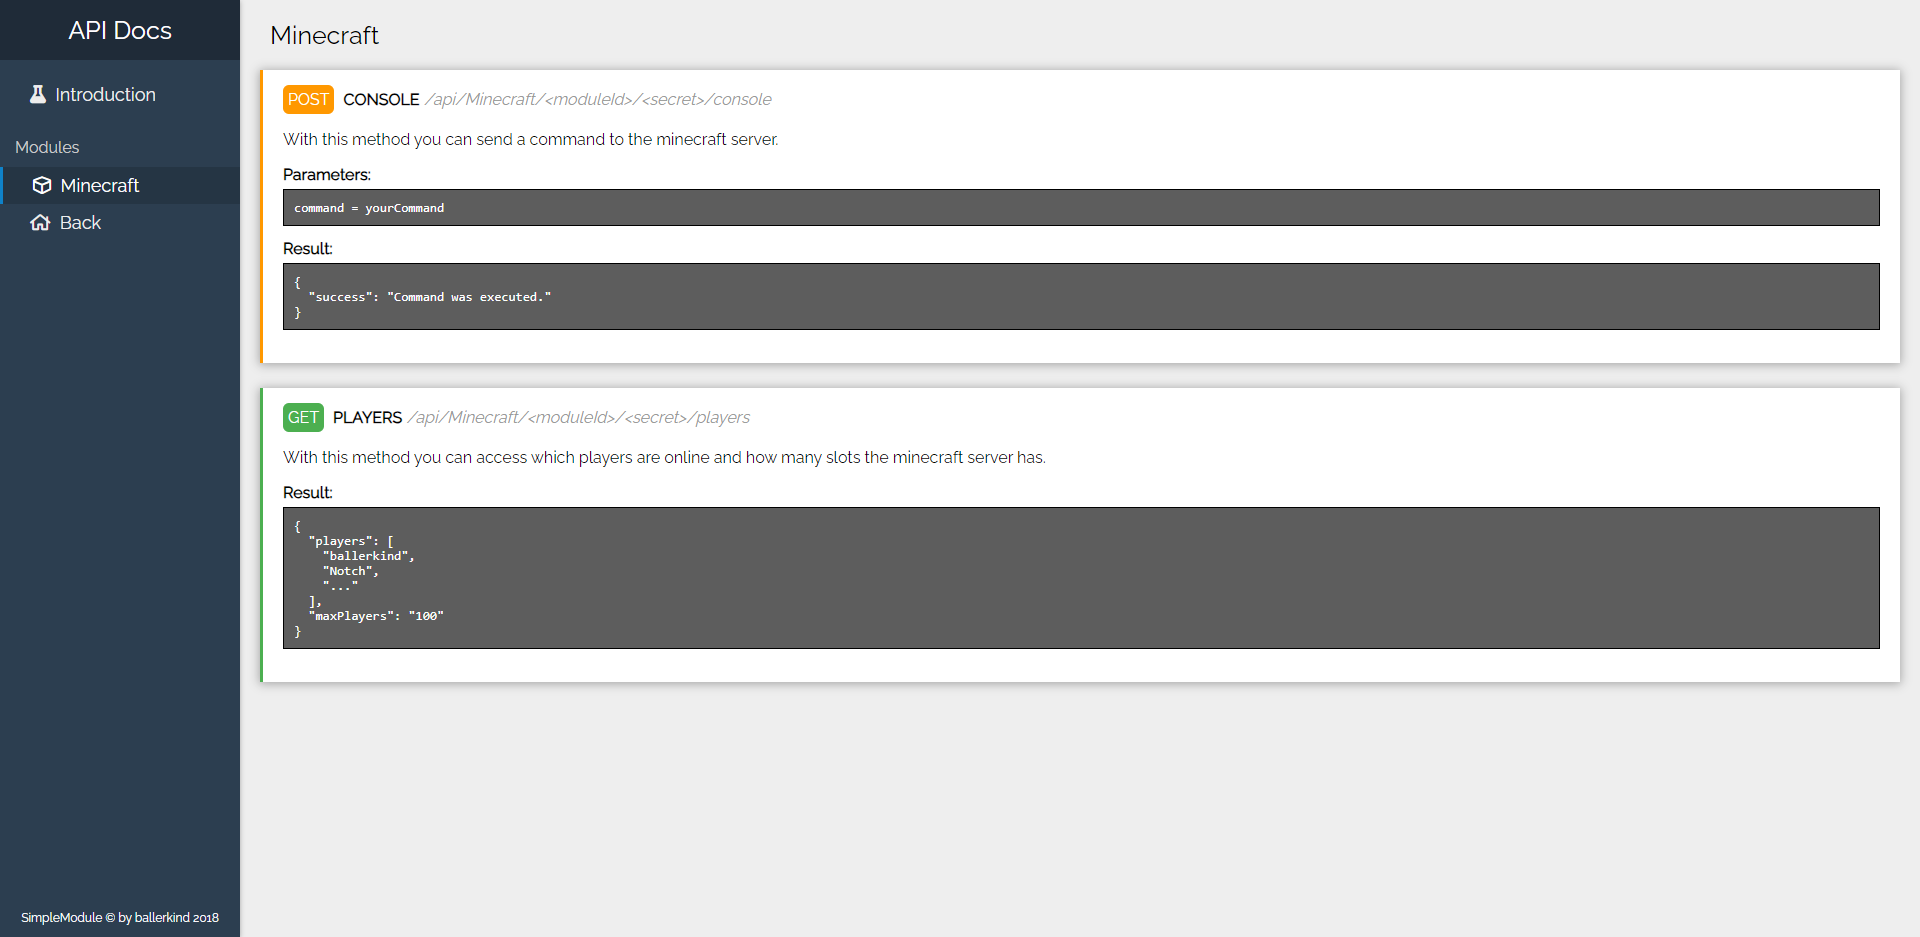 API Docs
Introduction
Modules
Minecraft
Back
SimpleModule © by ballerkind 2018
Minecraft
POST CONSOLE /api/Minecraft/<moduleId>/<secret>/console
With this method you can send a command to the minecraft server.
Parameters:
command = yourCommand
Result:
{
  "success": "Command was executed."
}
GET PLAYERS /api/Minecraft/<moduleId>/<secret>/players
With this method you can access which players are online and how many slots the minecraft server has.
Result:
{
  "players": [
    "ballerkind",
    "Notch",
    "..."
  ],
  "maxPlayers": "100"
}